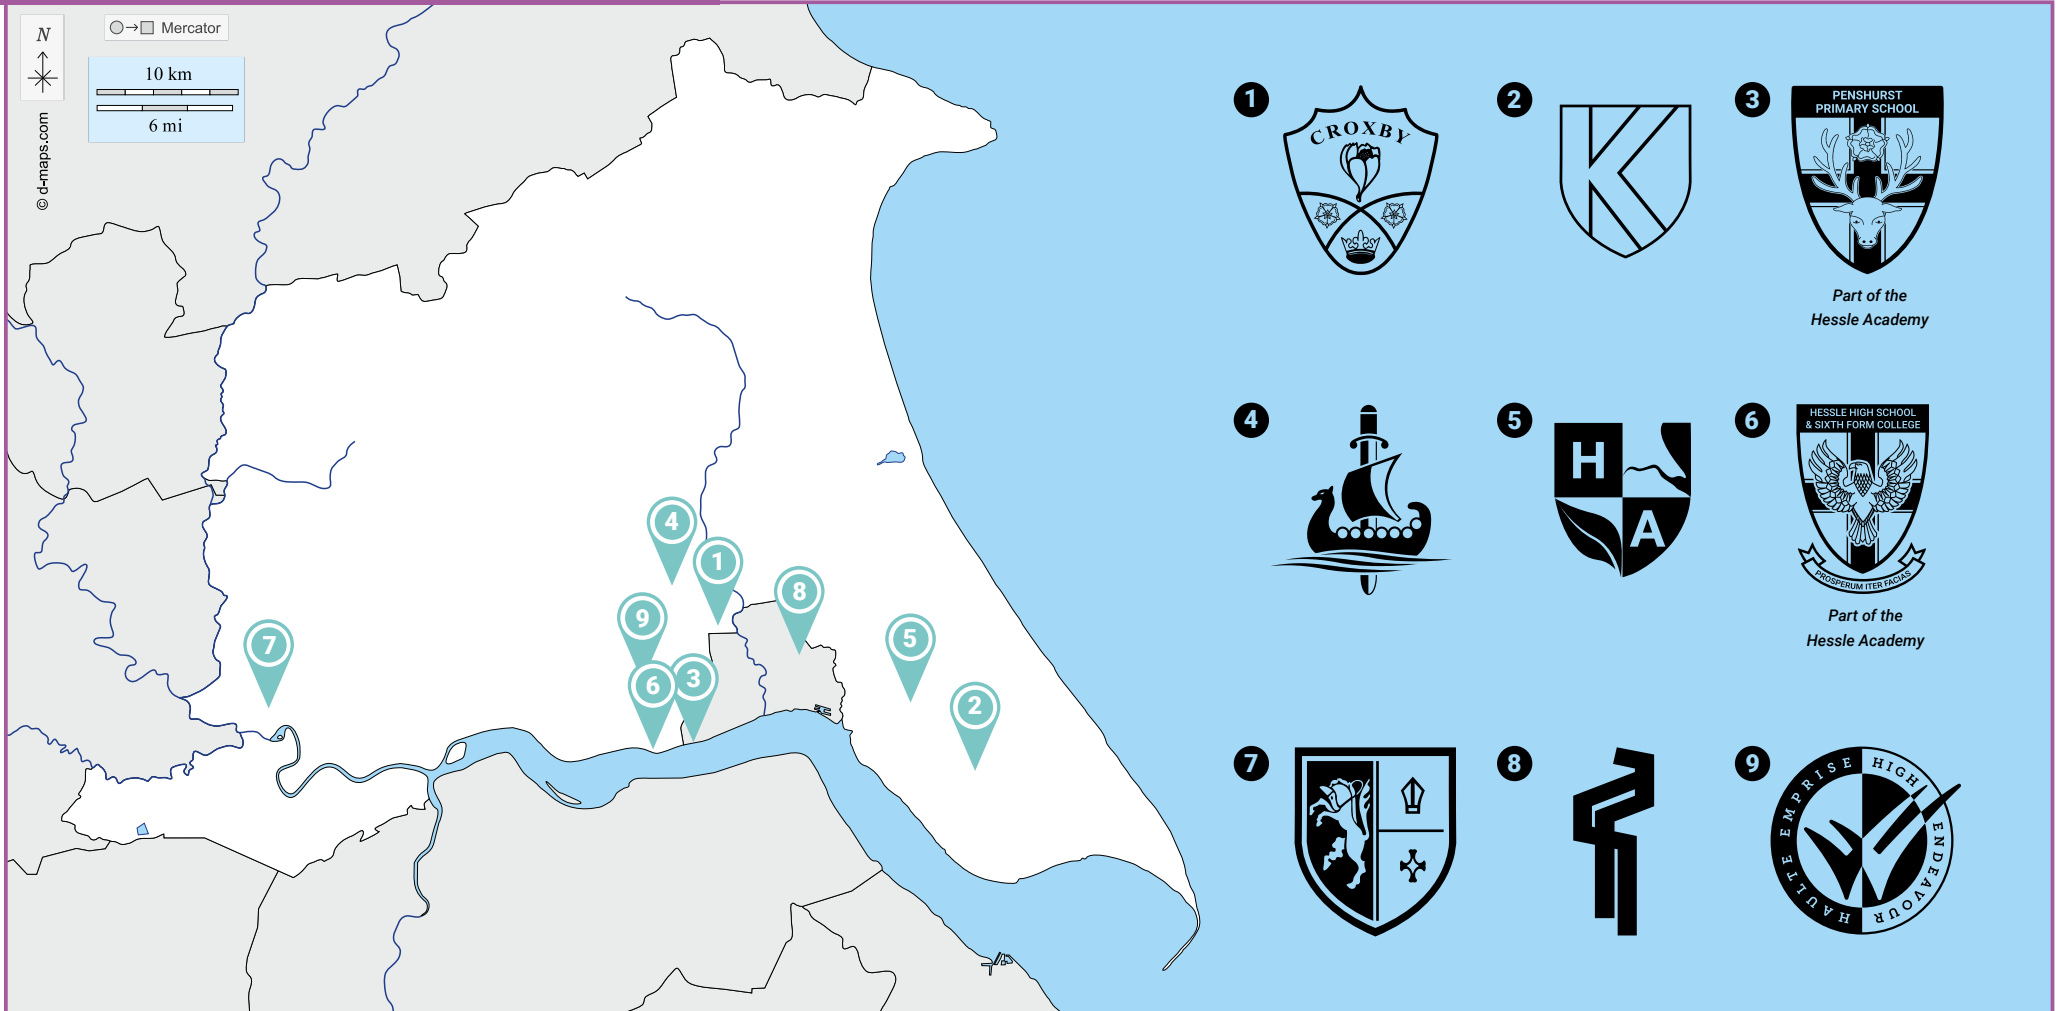 N
Mercator
10 km
6 mi
© d-maps.com
4
1
8
9
7
5
6
3
2
1
CROXBY
2
K
3
PENSHURST
PRIMARY SCHOOL
Part of the
Hessle Academy
4
5
H
A
6
HESSLE HIGH SCHOOL
& SIXTH FORM COLLEGE
PROSPERUM ITER FACIAS
Part of the
Hessle Academy
7
8
9
HAULTE EMPRISE
HIGH ENDEAVOUR